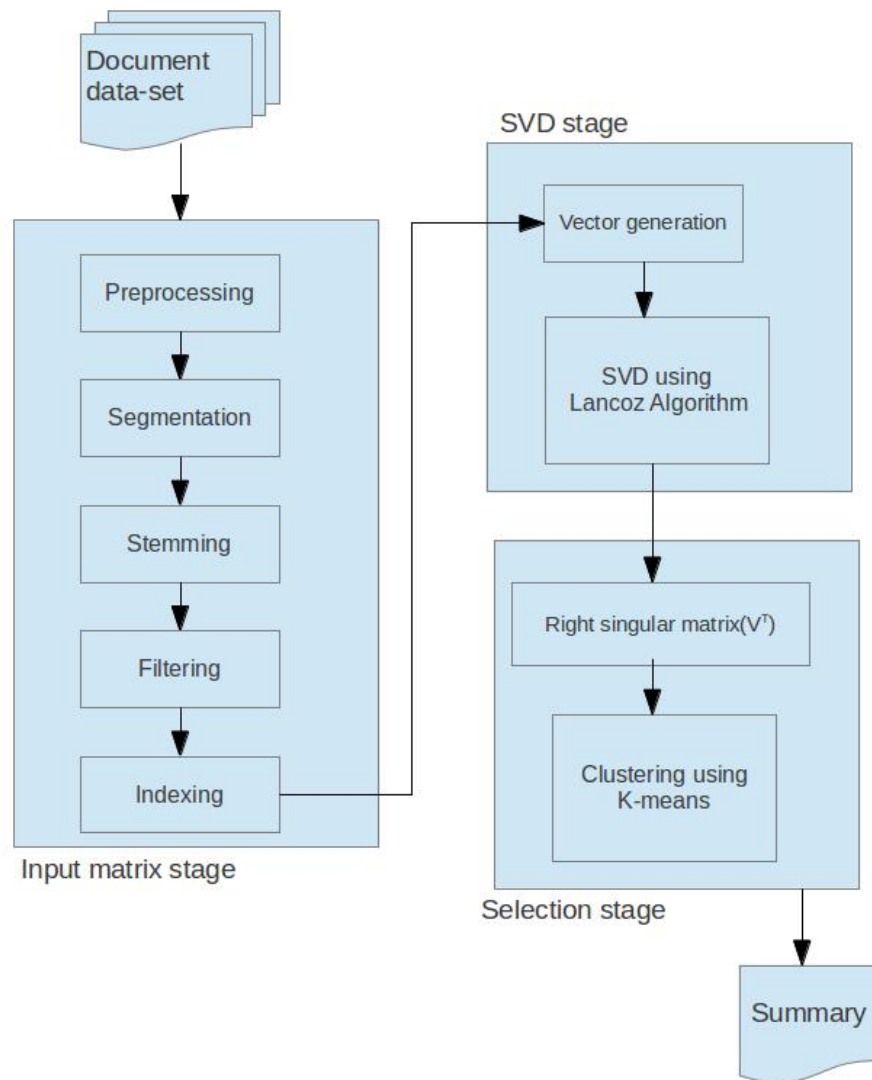 Document
data-set
Preprocessing
Segmentation
Stemming
Filtering
Indexing
Input matrix stage
SVD stage
Vector generation
SVD using
Lancoz Algorithm
Right singular matrix(Vᵀ)
Clustering using
K-means
Selection stage
Summary